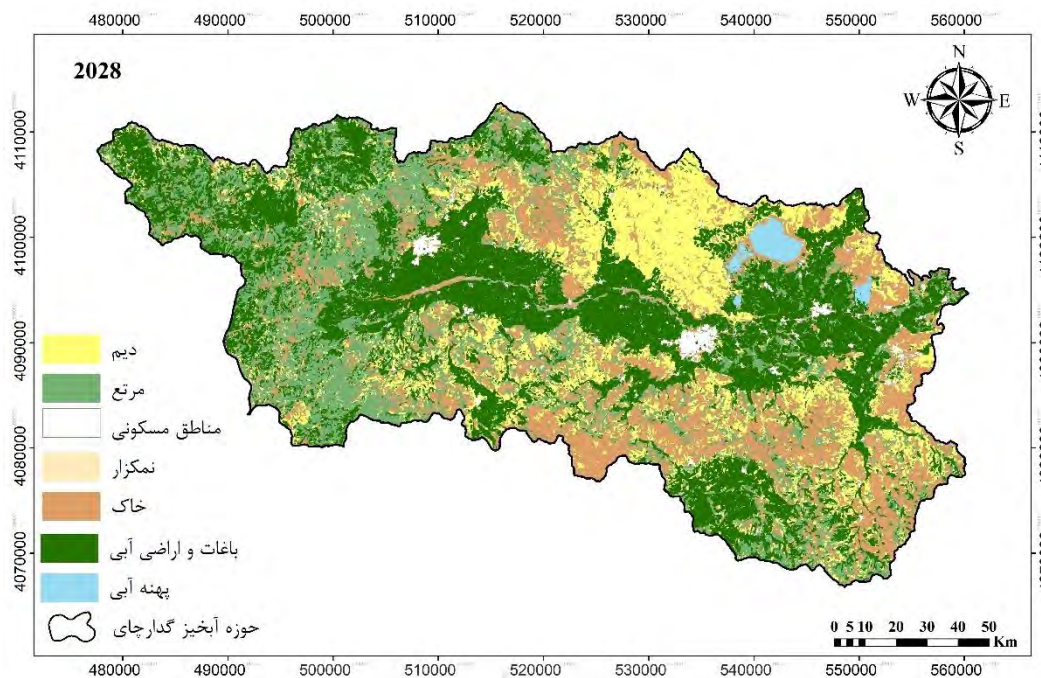 480000 490000 500000 510000 520000 530000 540000 550000 560000
2028
N
W E
S
4110000
4100000
4090000
4080000
4070000
دیم
مرتع
مناطق مسکونی
نمکزار
خاک
باغات و اراضی آبی
پهنه آبی
حوزه آبخیز گدارچای
0 5 10 20 30 40 50
Km
480000 490000 500000 510000 520000 530000 540000 550000 560000